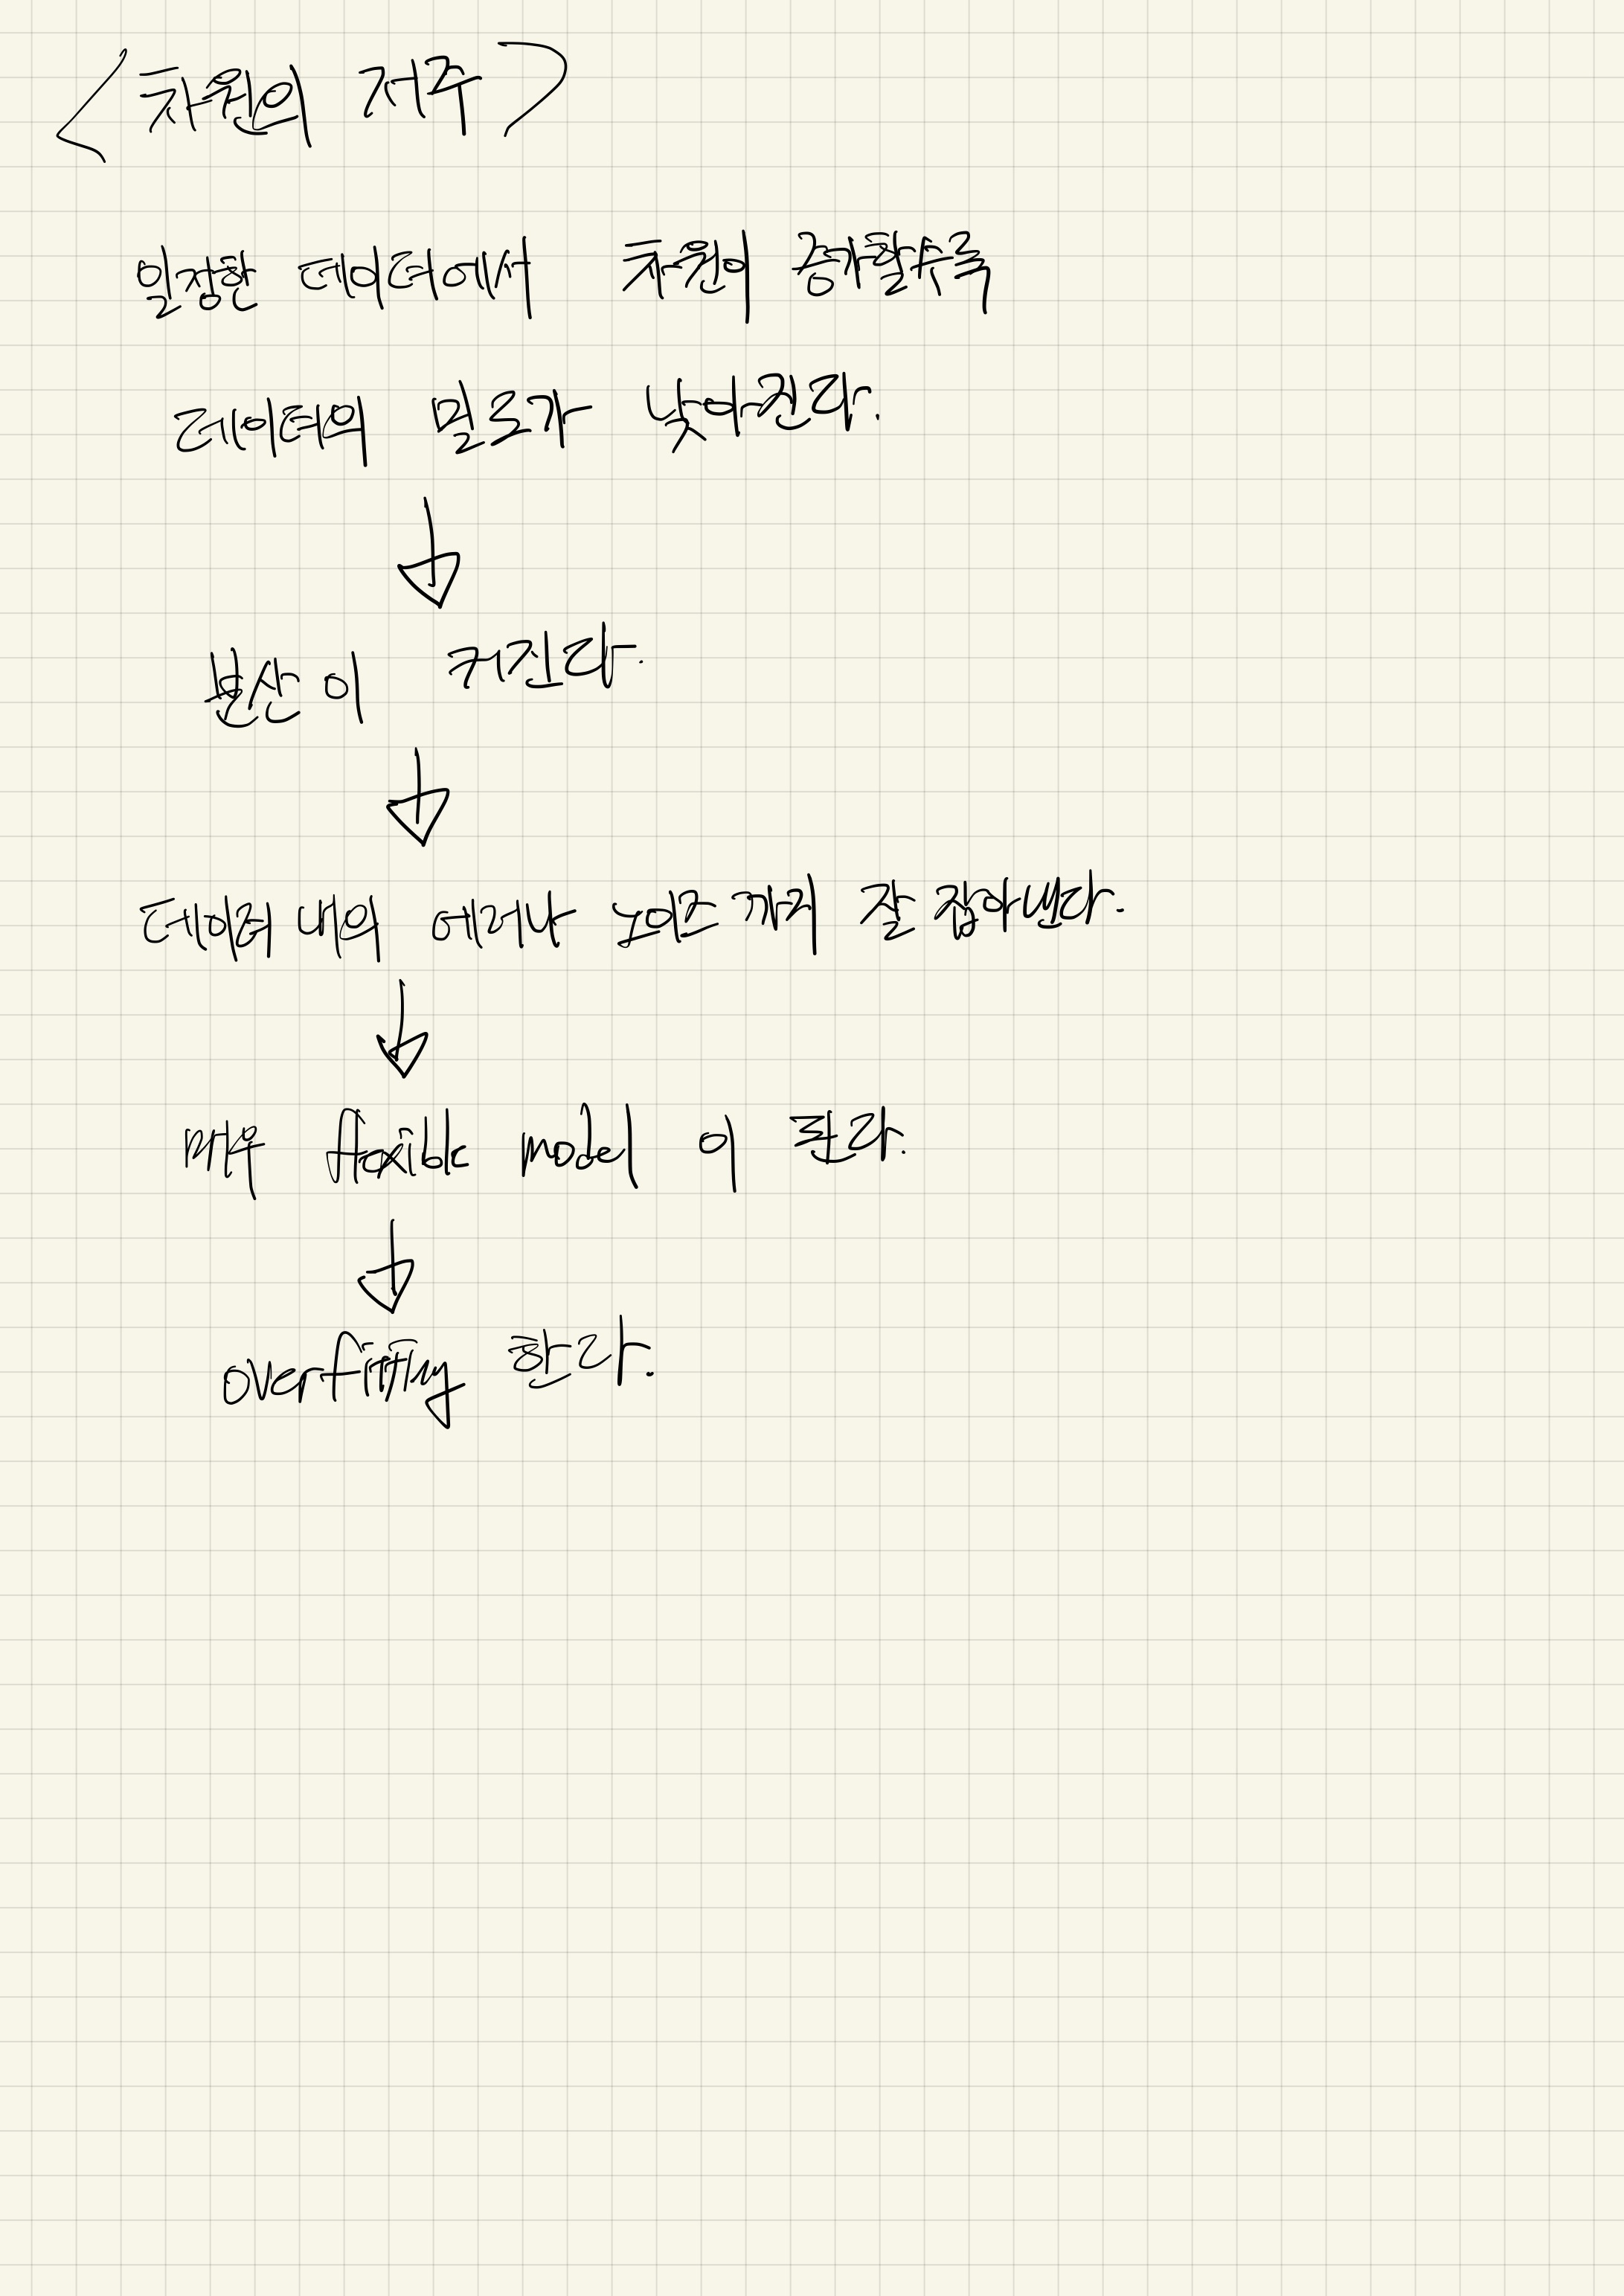 <차원의 저주>
일정한 데이터에서 차원이 증가할수록
데이터의 밀도가 낮아진다.
분산이 커진다.
데이터 내의 에러나 노이즈까지 잘 잡아낸다.
매우 flexible model 이 된다.
overfitting 한다.